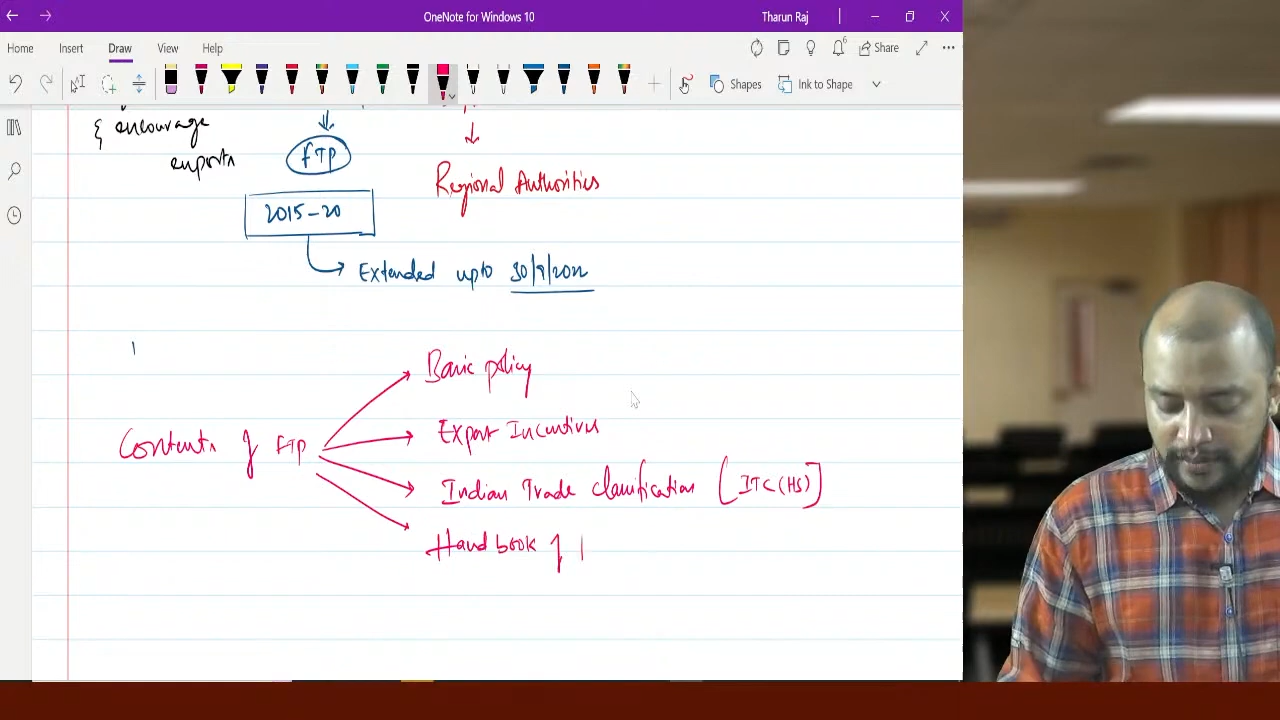 OneNote for Windows 10
Tharun Raj
Home Insert Draw View Help
6
Share
Shapes
Ink to Shape
{ encourage
exports
FTP
Regional Authorities
2015-20
Extended upto 30/9/2022
Basic policy
Contents of FTP
Export Incentives
Indian Trade Classification [ITC(HS)]
Handbook of